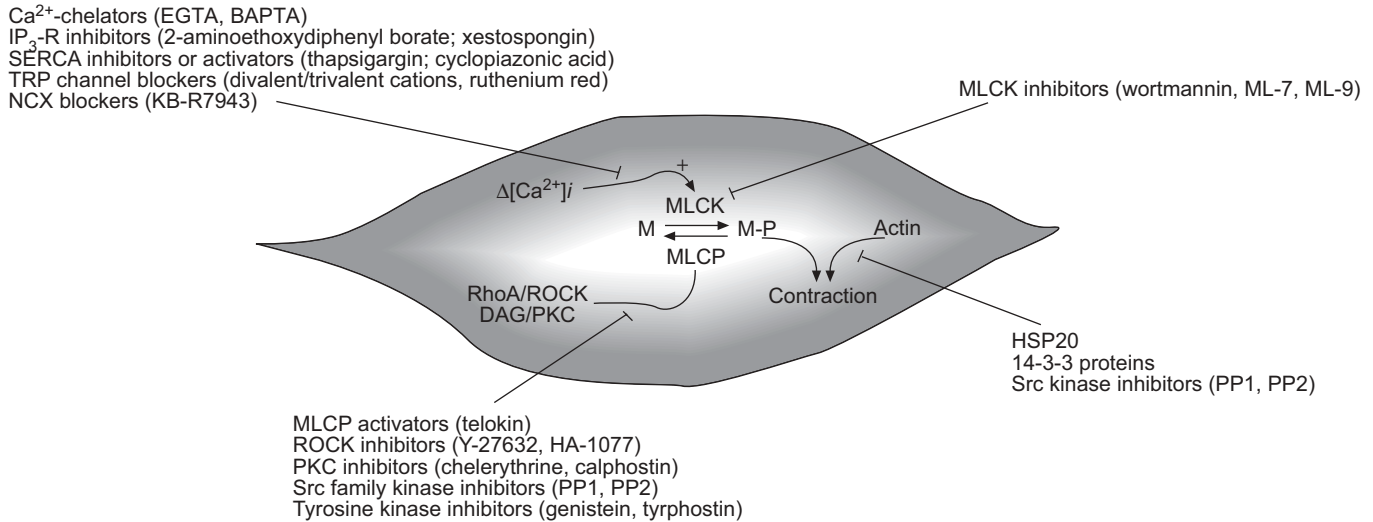 Ca²⁺-chelators (EGTA, BAPTA)
IP₃-R inhibitors (2-aminoethoxydiphenyl borate; xestospongin)
SERCA inhibitors or activators (thapsigargin; cyclopiazonic acid)
TRP channel blockers (divalent/trivalent cations, ruthenium red)
NCX blockers (KB-R7943)
MLCK inhibitors (wortmannin, ML-7, ML-9)
+
Δ[Ca²⁺]i
MLCK
M
M-P
Actin
MLCP
RhoA/ROCK
DAG/PKC
Contraction
HSP20
14-3-3 proteins
Src kinase inhibitors (PP1, PP2)
MLCP activators (telokin)
ROCK inhibitors (Y-27632, HA-1077)
PKC inhibitors (chelerythrine, calphostin)
Src family kinase inhibitors (PP1, PP2)
Tyrosine kinase inhibitors (genistein, tyrphostin)